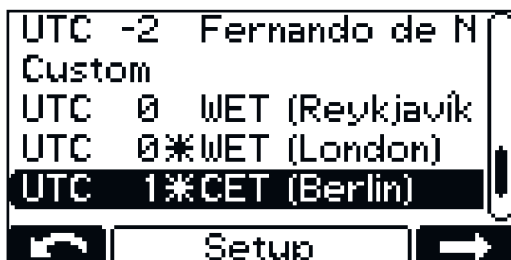 UTC -2 Fernando de N
Custom
UTC 0 WET (Reykjavík
UTC 0☀WET (London)
UTC 1☀CET (Berlin)
Setup